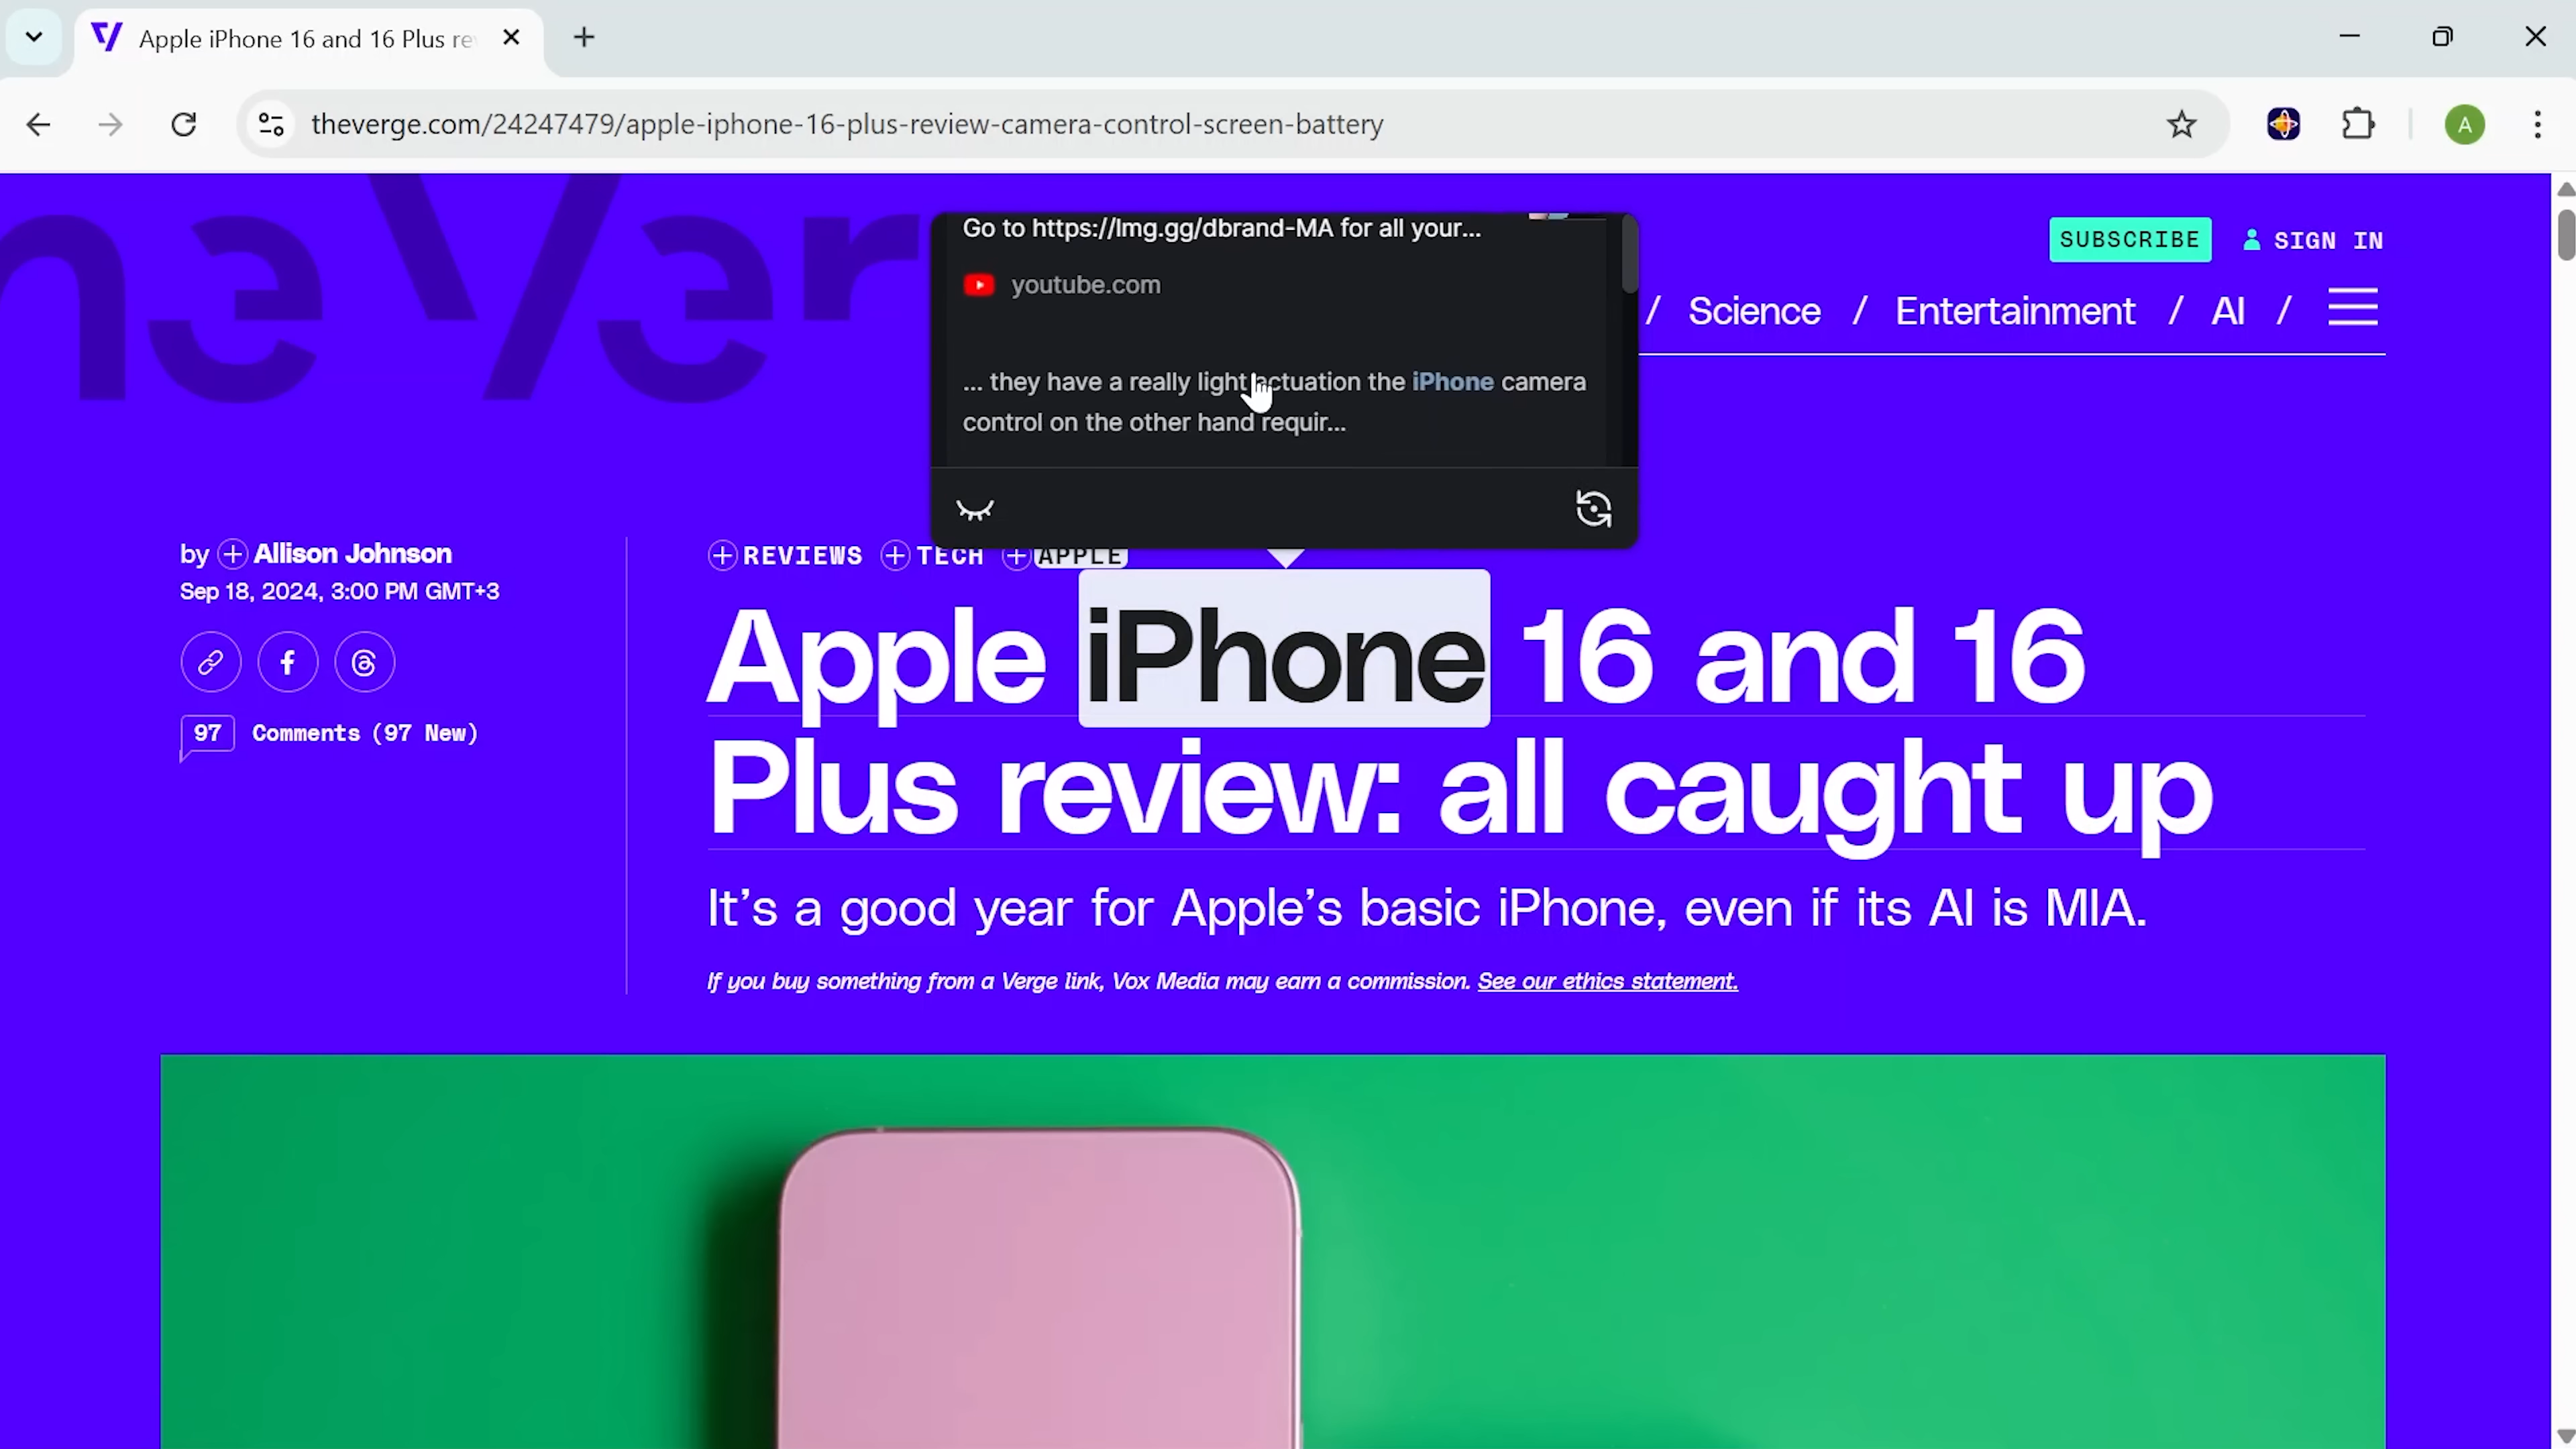 Apple iPhone 16 and 16 Plus re
theverge.com/24247479/apple-iphone-16-plus-review-camera-control-screen-battery
A
SUBSCRIBE
SIGN IN
/ Science / Entertainment / AI /
Go to https://lmg.gg/dbrand-MA for all your...
youtube.com
... they have a really light actuation the iPhone camera
control on the other hand requir...
by Allison Johnson
Sep 18, 2024, 3:00 PM GMT+3
97 Comments (97 New)
REVIEWS TECH APPLE
Apple iPhone 16 and 16
Plus review: all caught up
It's a good year for Apple's basic iPhone, even if its AI is MIA.
If you buy something from a Verge link, Vox Media may earn a commission. See our ethics statement.